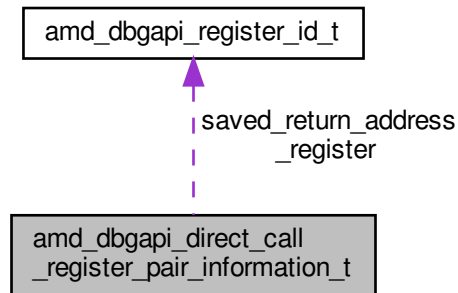 amd_dbgapi_register_id_t
saved_return_address
_register
amd_dbgapi_direct_call
_register_pair_information_t